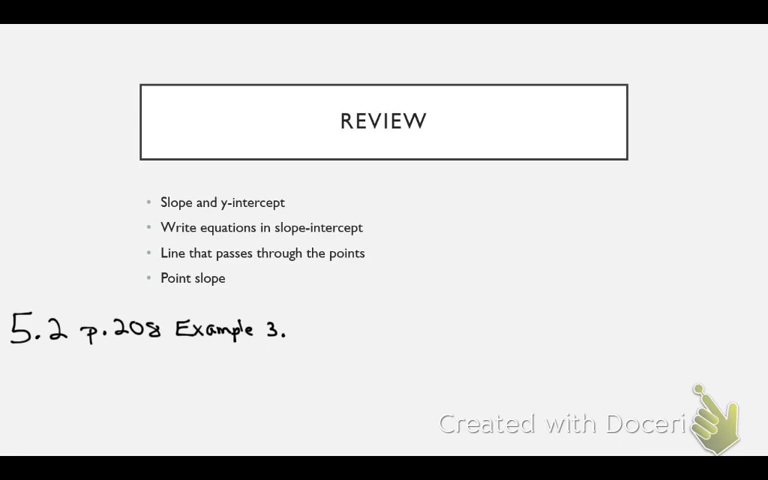 REVIEW
• Slope and y-intercept
• Write equations in slope-intercept
• Line that passes through the points
• Point slope
5.2 p.208 Example 3.
Created with Doceri